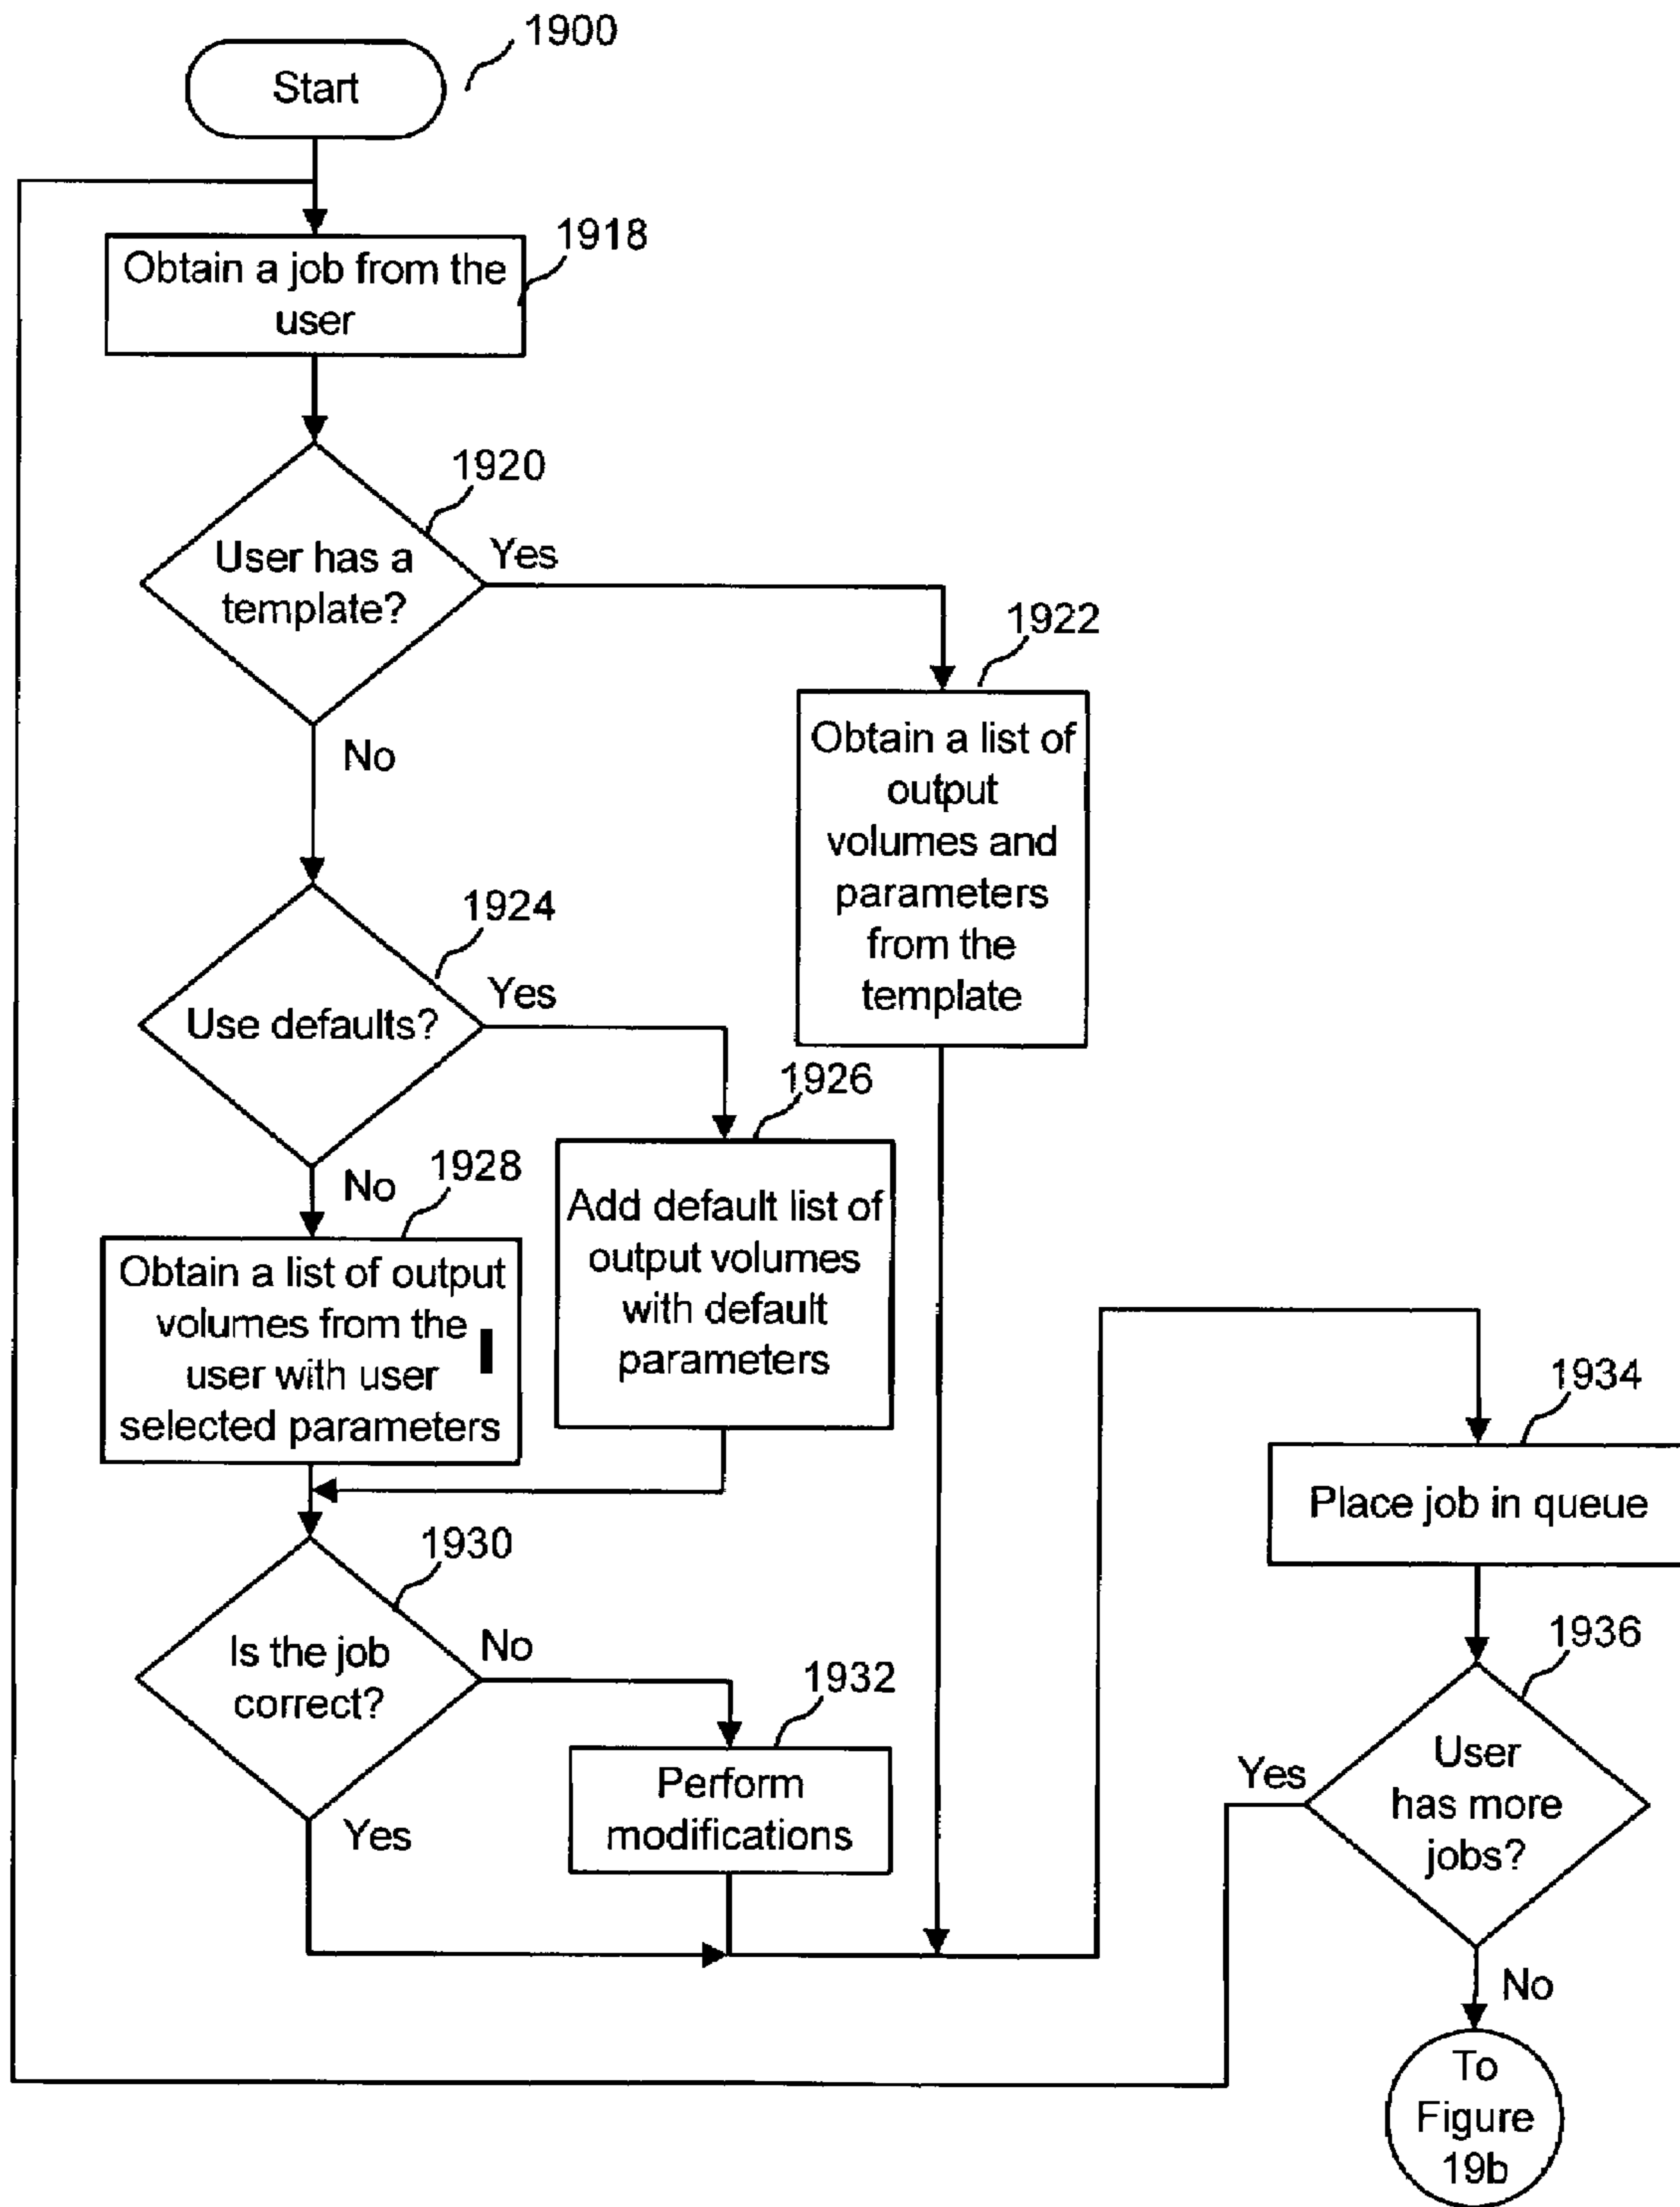 1900
Start
1918
Obtain a job from the
user
1920
User has a
template?
Yes
No
1922
Obtain a list of
output
volumes and
parameters
from the
template
1924
Use defaults?
Yes
No
1926
Add default list of
output volumes
with default
parameters
1928
Obtain a list of output
volumes from the
user with user
selected parameters
1930
Is the job
correct?
No
Yes
1932
Perform
modifications
1934
Place job in queue
1936
User
has more
jobs?
Yes
No
To
Figure
19b